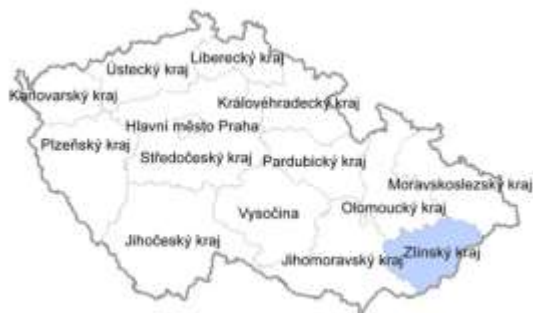 Liberecký kraj
Ústecký kraj
Karlovarský kraj
Královéhradecký kraj
Hlavní město Praha
Plzeňský kraj
Středočeský kraj
Pardubický kraj
Moravskoslezský kraj
Olomoucký kraj
Vysočina
Jihočeský kraj
Zlínský kraj
Jihomoravský kraj